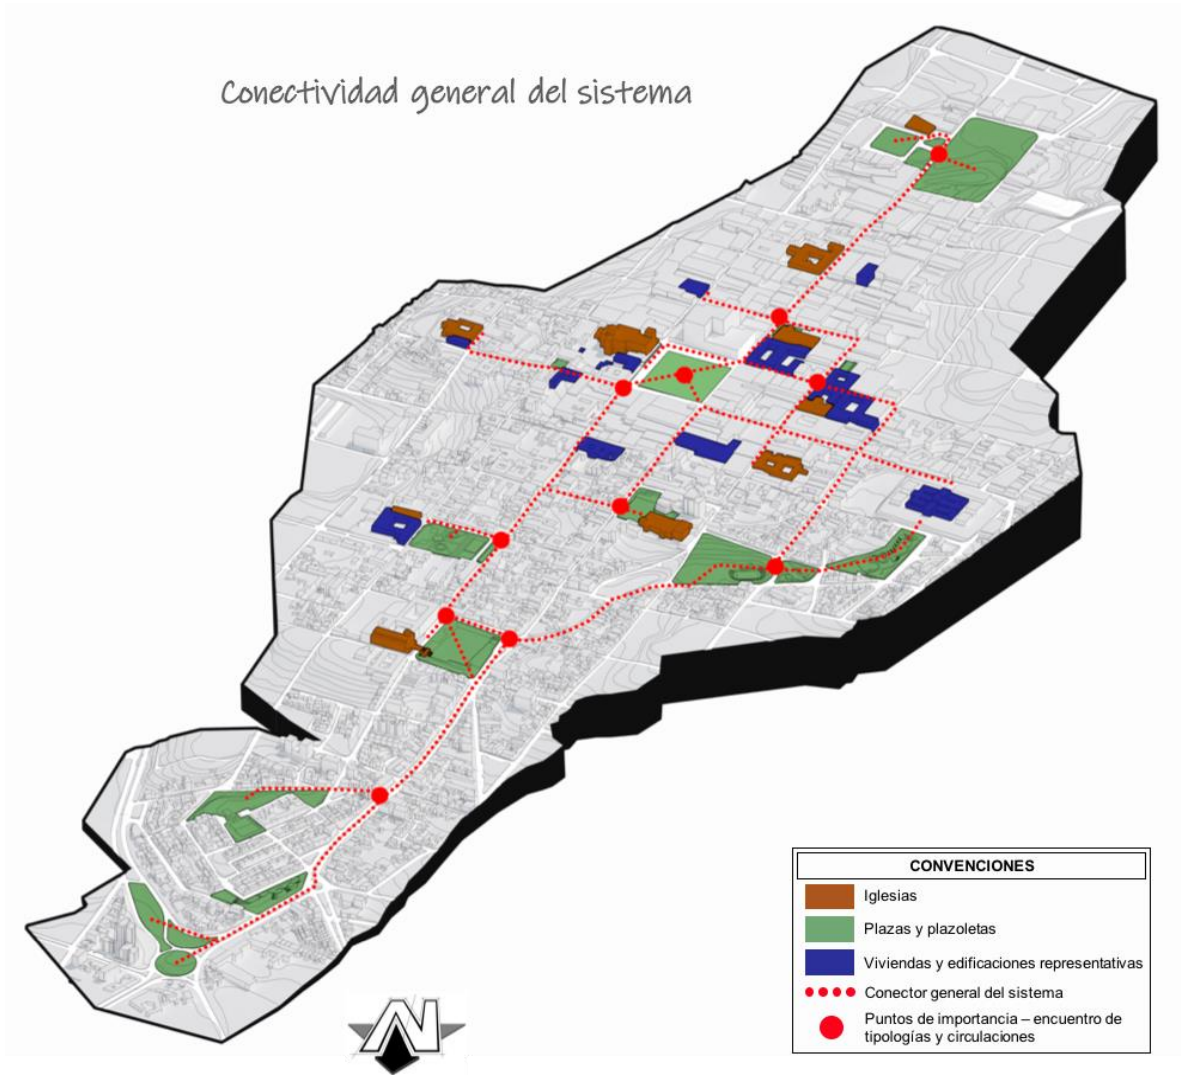 Conectividad general del sistema
CONVENCIONES
Iglesias
Plazas y plazoletas
Viviendas y edificaciones representativas
Conector general del sistema
Puntos de importancia – encuentro de
tipologías y circulaciones
N